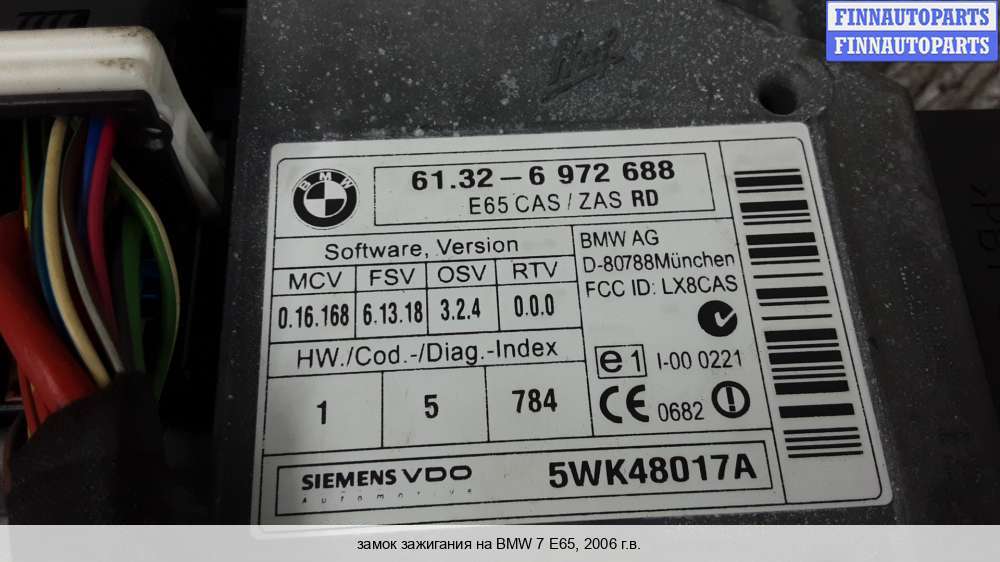 FINNAUTOPARTS
FINNAUTOPARTS
BMW
61.32-6 972 688
E65 CAS / ZAS RD
Software, Version
MCV FSV OSV RTV
0.16.168 6.13.18 3.2.4 0.0.0
HW./Cod.-/Diag.-Index
1 5 784
BMW AG
D-80788München
FCC ID: LX8CAS
e1 I-00 0221
CE 0682
SIEMENS VDO
Automotive
5WK48017A
замок зажигания на BMW 7 E65, 2006 г.в.